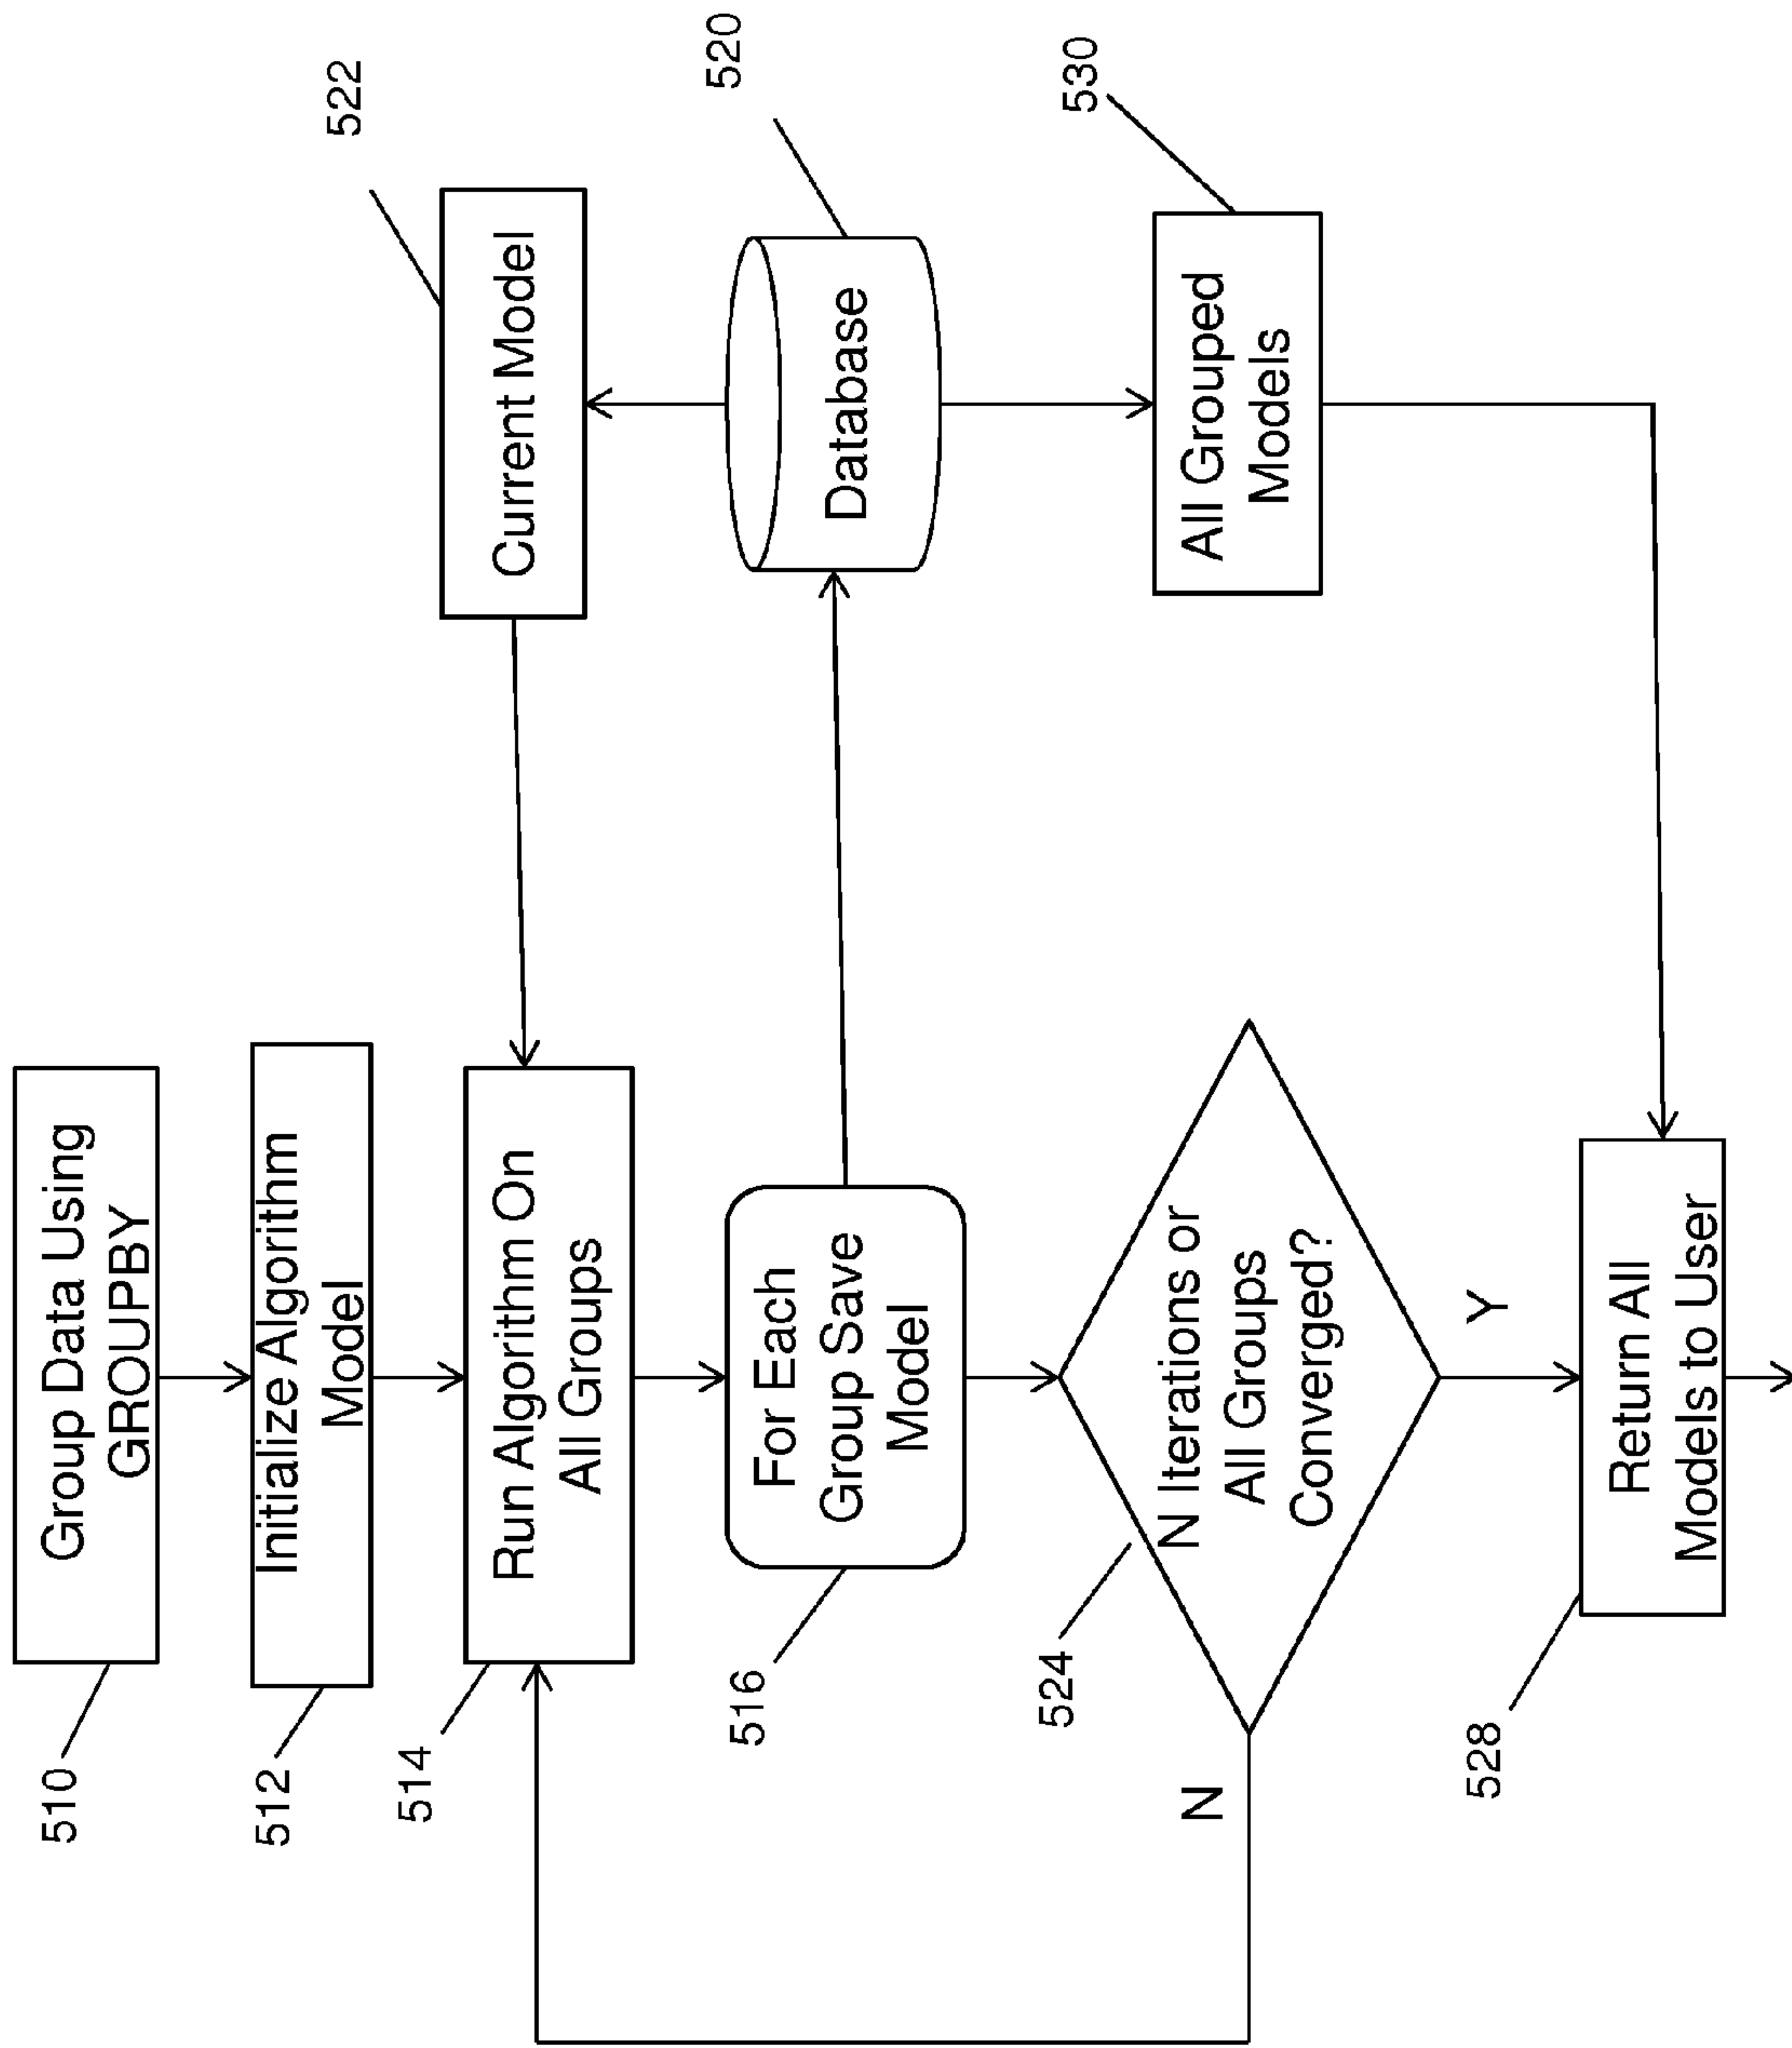 510
Group Data Using
GROUPBY
512
Initialize Algorithm
Model
514
Run Algorithm On
All Groups
522
Current Model
516
For Each
Group Save
Model
520
Database
524
N Iterations or
All Groups
Converged?
N
Y
530
All Grouped
Models
528
Return All
Models to User